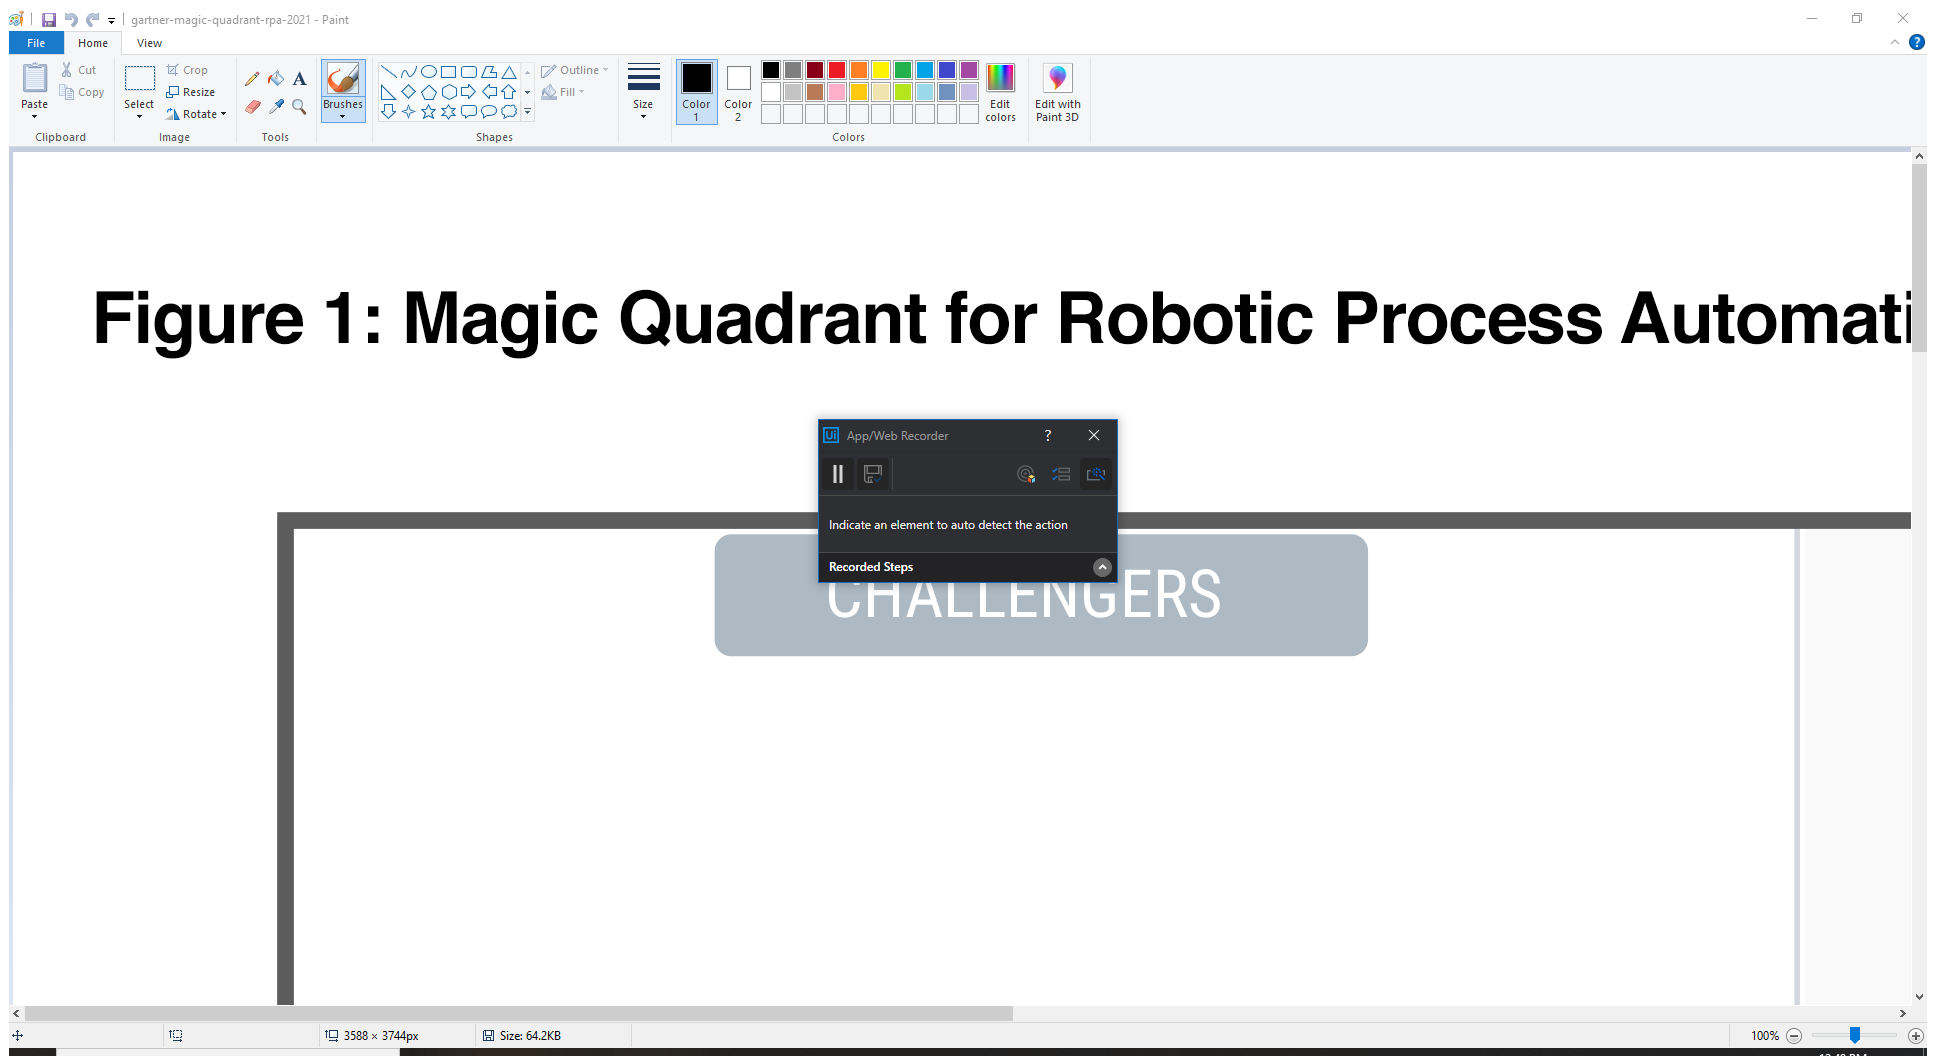 gartner-magic-quadrant-rpa-2021 - Paint
File Home View
Paste
Cut
Copy
Clipboard
Select
Crop
Resize
Rotate
Image
A
Tools
Brushes
Shapes
Outline
Fill
Size
Color
1
Color
2
Edit
colors
Colors
Edit with
Paint 3D
?
Figure 1: Magic Quadrant for Robotic Process Automati
Ui App/Web Recorder ?
Indicate an element to auto detect the action
Recorded Steps
CHALLENGERS
3588 × 3744px
Size: 64.2KB
100%